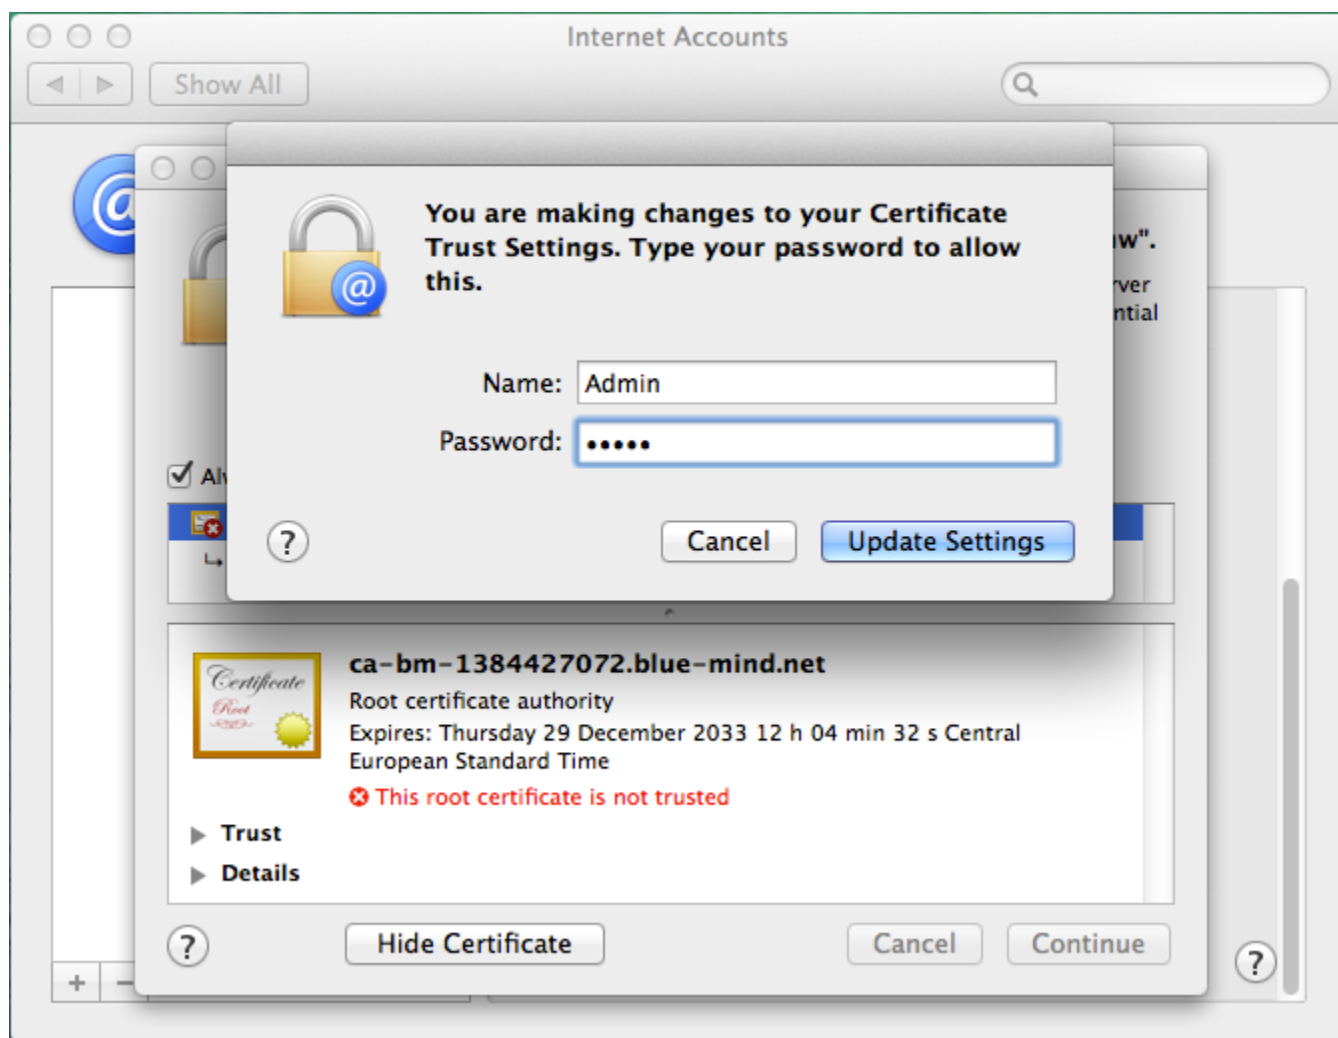 Internet Accounts
Show All
You are making changes to your Certificate
Trust Settings. Type your password to allow
this.
Name: Admin
Password: •••••
? Cancel Update Settings
ca-bm-1384427072.blue-mind.net
Root certificate authority
Expires: Thursday 29 December 2033 12 h 04 min 32 s Central
European Standard Time
This root certificate is not trusted
Trust
Details
? Hide Certificate Cancel Continue
?
+ −
@
Certificate
Root